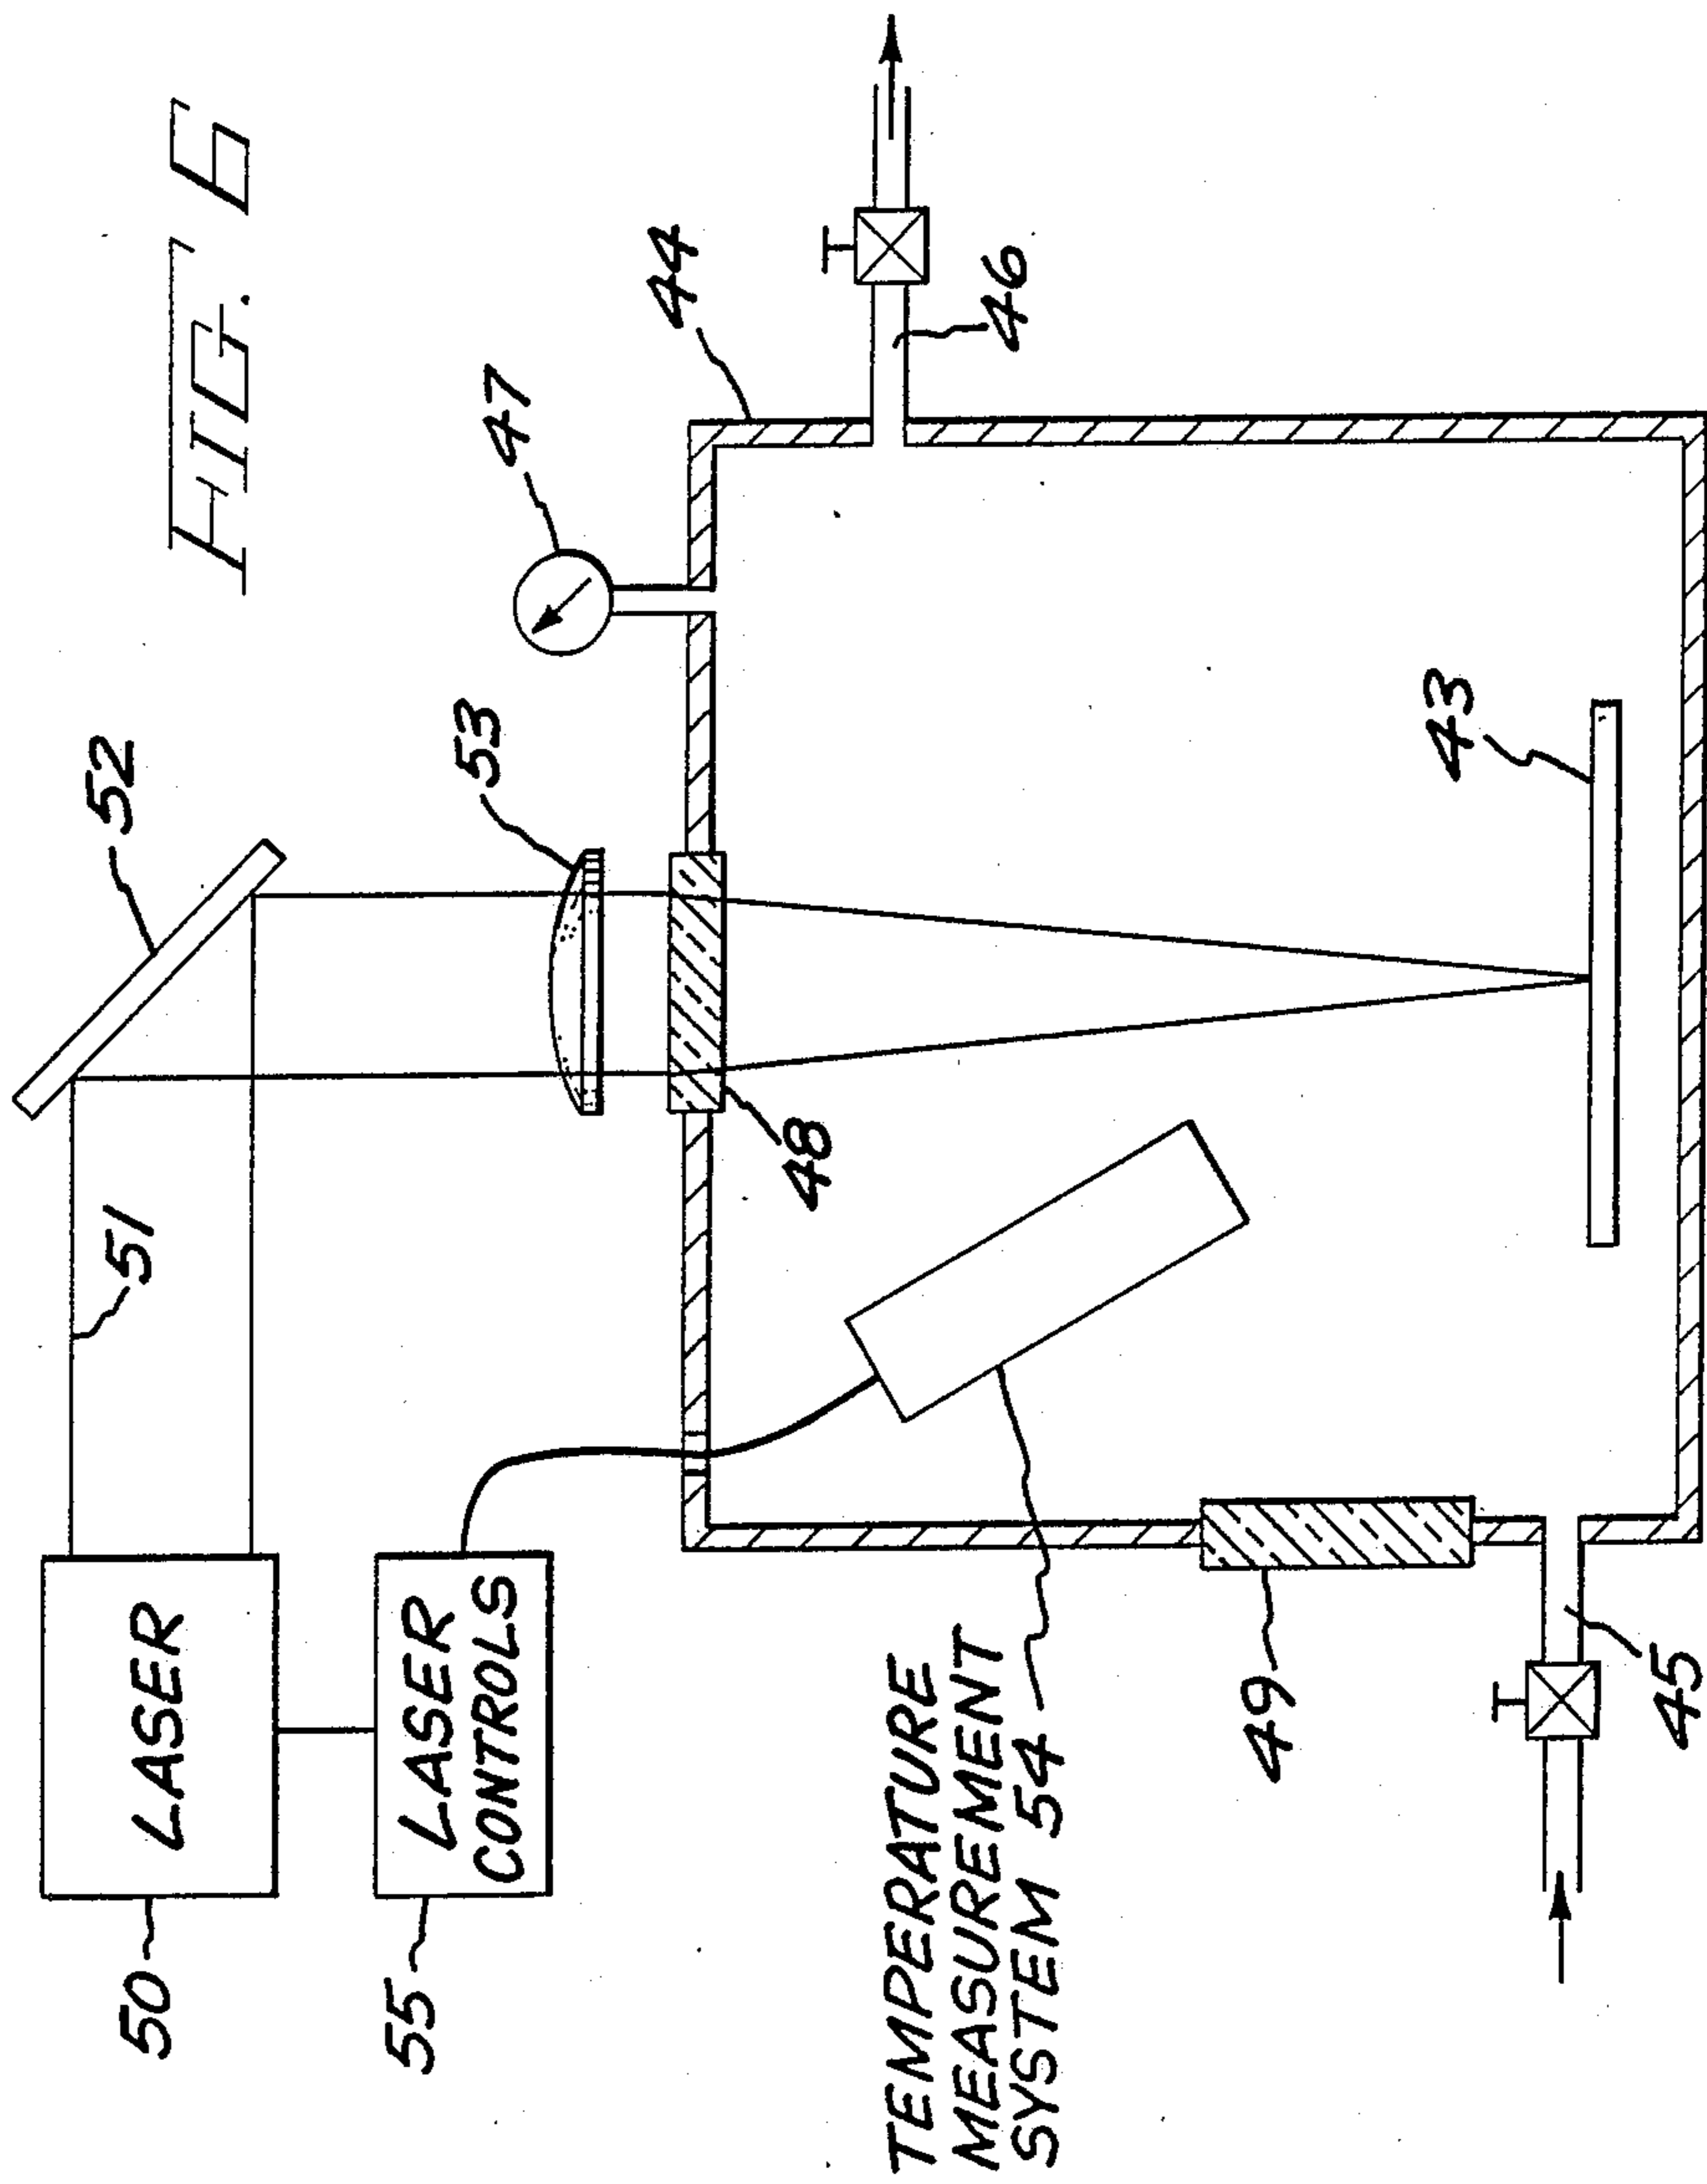 FIG. 6
52
51
50
LASER
53
47
44
55
LASER
CONTROLS
48
46
TEMPERATURE
MEASUREMENT
SYSTEM 54
49
43
45